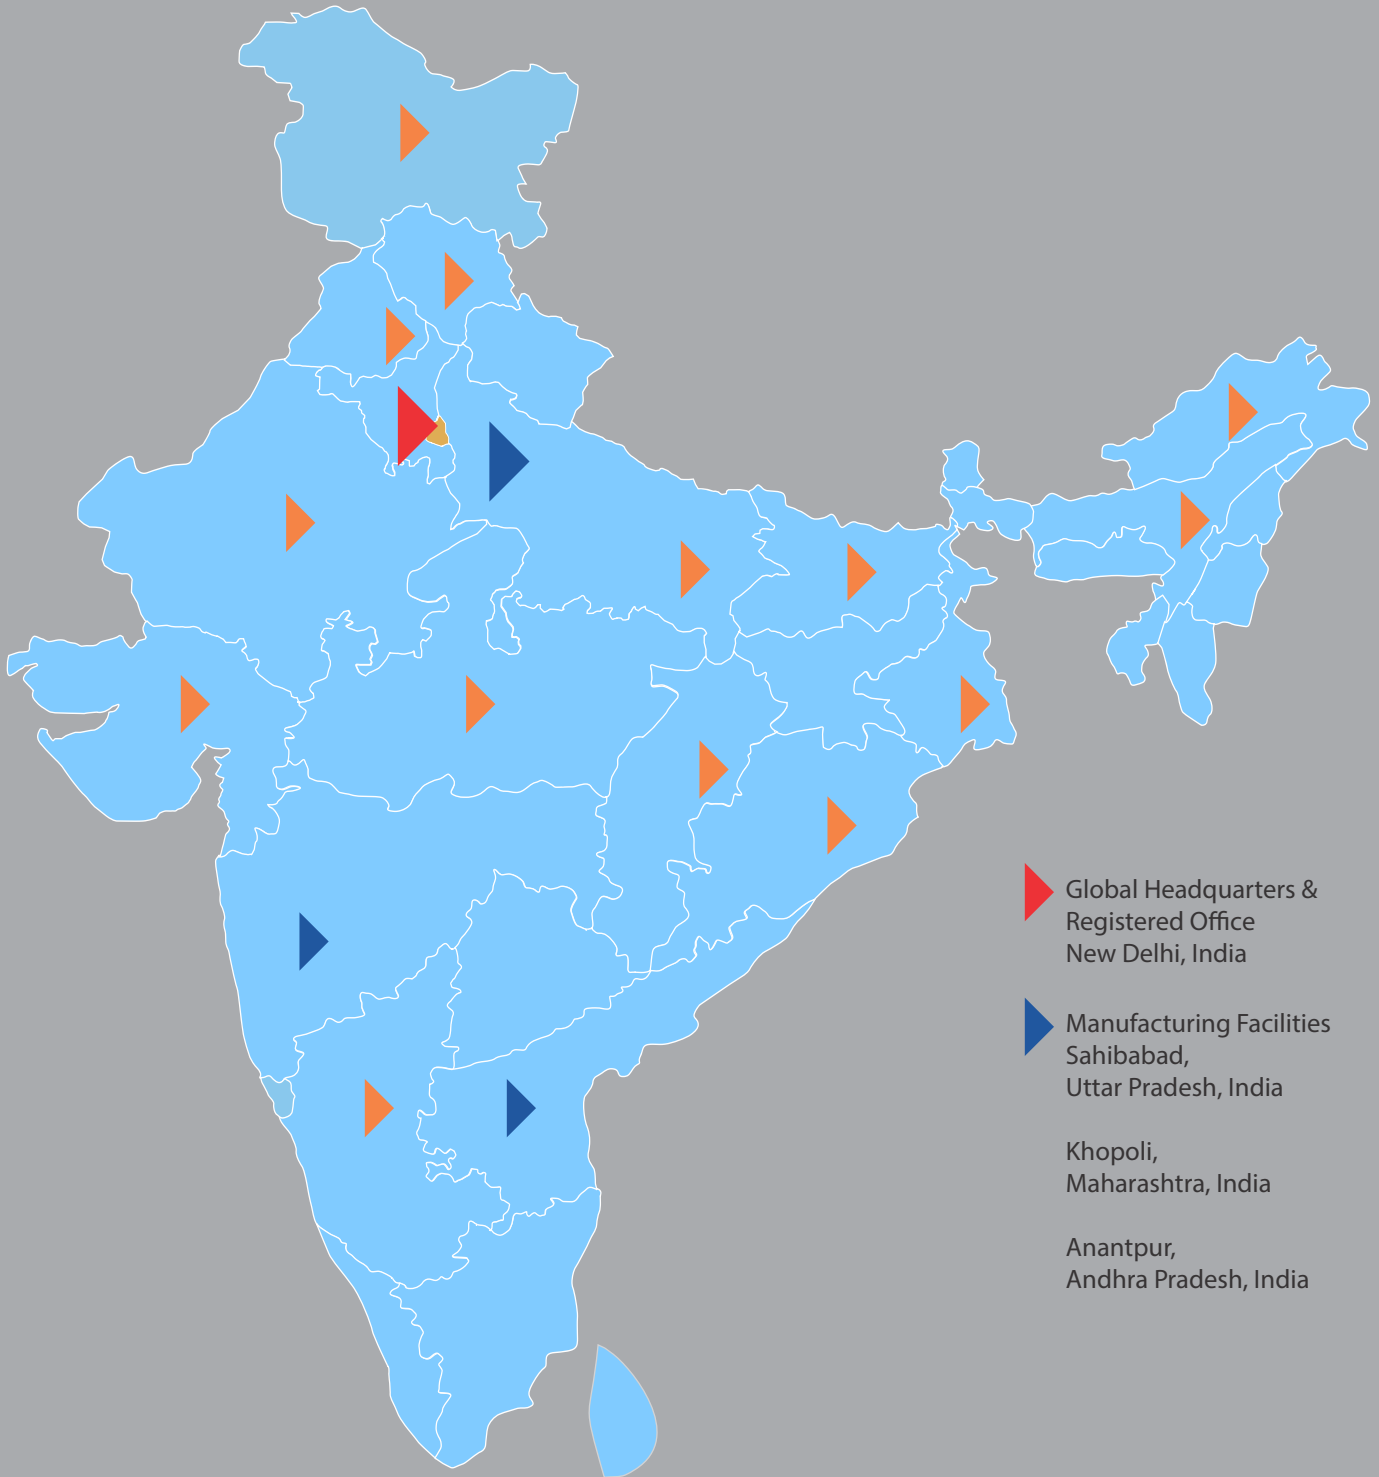 Global Headquarters &
Registered Office
New Delhi, India
Manufacturing Facilities
Sahibabad,
Uttar Pradesh, India
Khopoli,
Maharashtra, India
Anantpur,
Andhra Pradesh, India